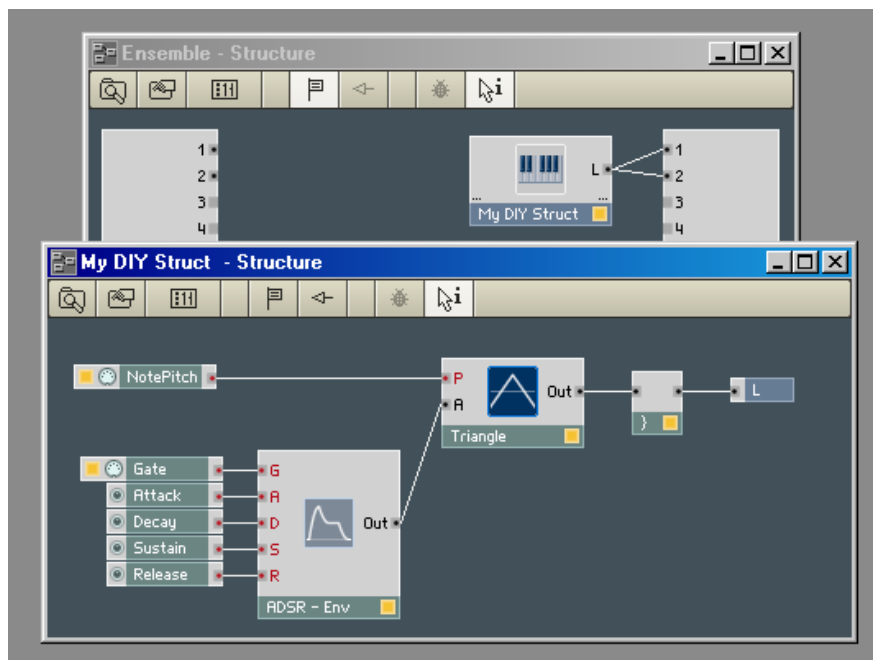 Ensemble - Structure
i
1
2
3
4
L
...
...
My DIY Struct
1
2
3
4
My DIY Struct - Structure
i
NotePitch
P
A
Out
Triangle
}
L
Gate
Attack
Decay
Sustain
Release
G
A
D
S
R
Out
ADSR - Env